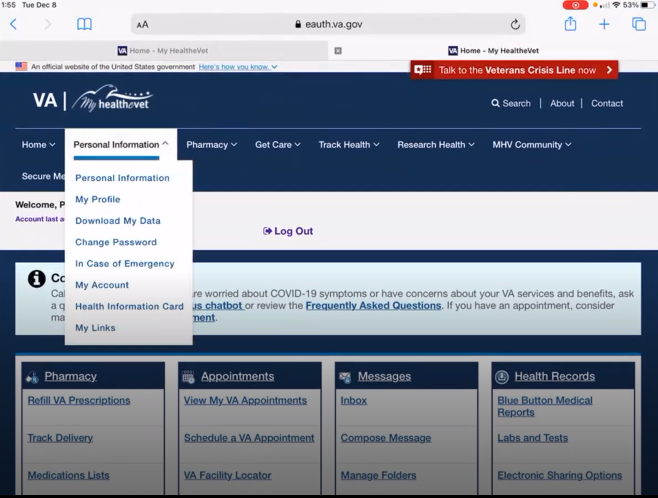 1:55 Tue Dec 8
53%
AA
eauth.va.gov
VA Home - My HealtheVet
VA Home - My HealtheVet
An official website of the United States government Here's how you know.
Talk to the Veterans Crisis Line now
VA | My healthevet
Search | About | Contact
Home Personal Information Pharmacy Get Care Track Health Research Health MHV Community
Secure Me
Personal Information
My Profile
Download My Data
Change Password
In Case of Emergency
My Account
Health Information Card
My Links
Welcome, P
Account last a
Log Out
Co
Cal re worried about COVID-19 symptoms or have concerns about your VA services and benefits, ask
a q us chatbot or review the Frequently Asked Questions. If you have an appointment, consider
ma ment.
Pharmacy
Refill VA Prescriptions
Track Delivery
Medications Lists
Appointments
View My VA Appointments
Schedule a VA Appointment
VA Facility Locator
Messages
Inbox
Compose Message
Manage Folders
Health Records
Blue Button Medical
Reports
Labs and Tests
Electronic Sharing Options